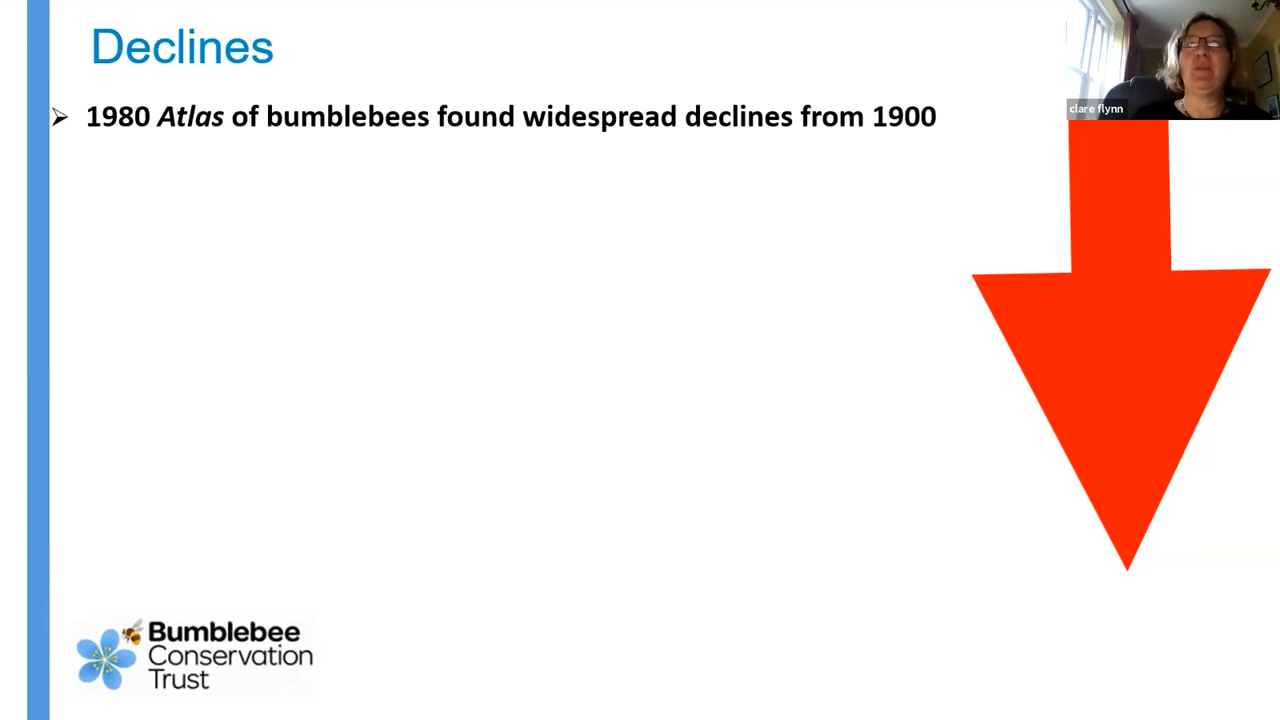 Declines
clare flynn
➢ 1980 Atlas of bumblebees found widespread declines from 1900
Bumblebee
Conservation
Trust